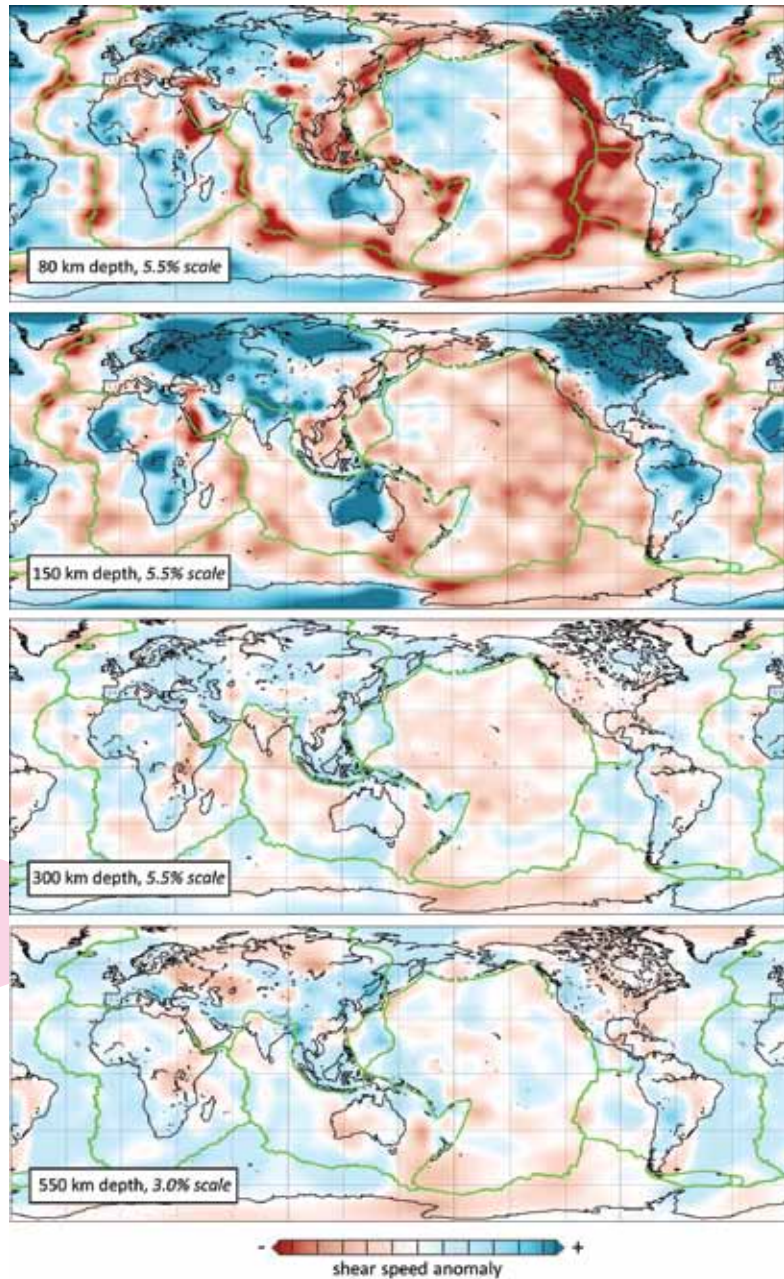 80 km depth, 5.5% scale
150 km depth, 5.5% scale
300 km depth, 5.5% scale
550 km depth, 3.0% scale
- +
shear speed anomaly